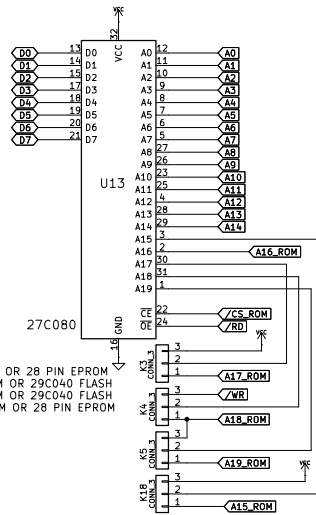 VCC
32
D0 13 D0 VCC A0 12 A0
D1 14 D1 A1 11 A1
D2 15 D2 A2 10 A2
D3 17 D3 A3 9 A3
D4 18 D4 A4 8 A4
D5 19 D5 A5 7 A5
D6 20 D6 A6 6 A6
D7 21 D7 A7 5 A7
A8 27 A8
A9 26 A9
A10 23 A10
U13 A11 25 A11
A12 4 A12
A13 28 A13
A14 29 A14
A15 3
A16 2 A16_ROM
A17 30
A18 31
A19 1
CE 22 /CS_ROM
27C080 GND OE 24 /RD
16
VCC
K3 CONN_3 3
2
1 A17_ROM
OR 28 PIN EPROM
M OR 29C040 FLASH
M OR 29C040 FLASH
M OR 28 PIN EPROM
K4 CONN_3 3 /WR
2
1 A18_ROM
K5 CONN_3 3
2
1 A19_ROM
VCC
K18 CONN_3 3
2
1 A15_ROM